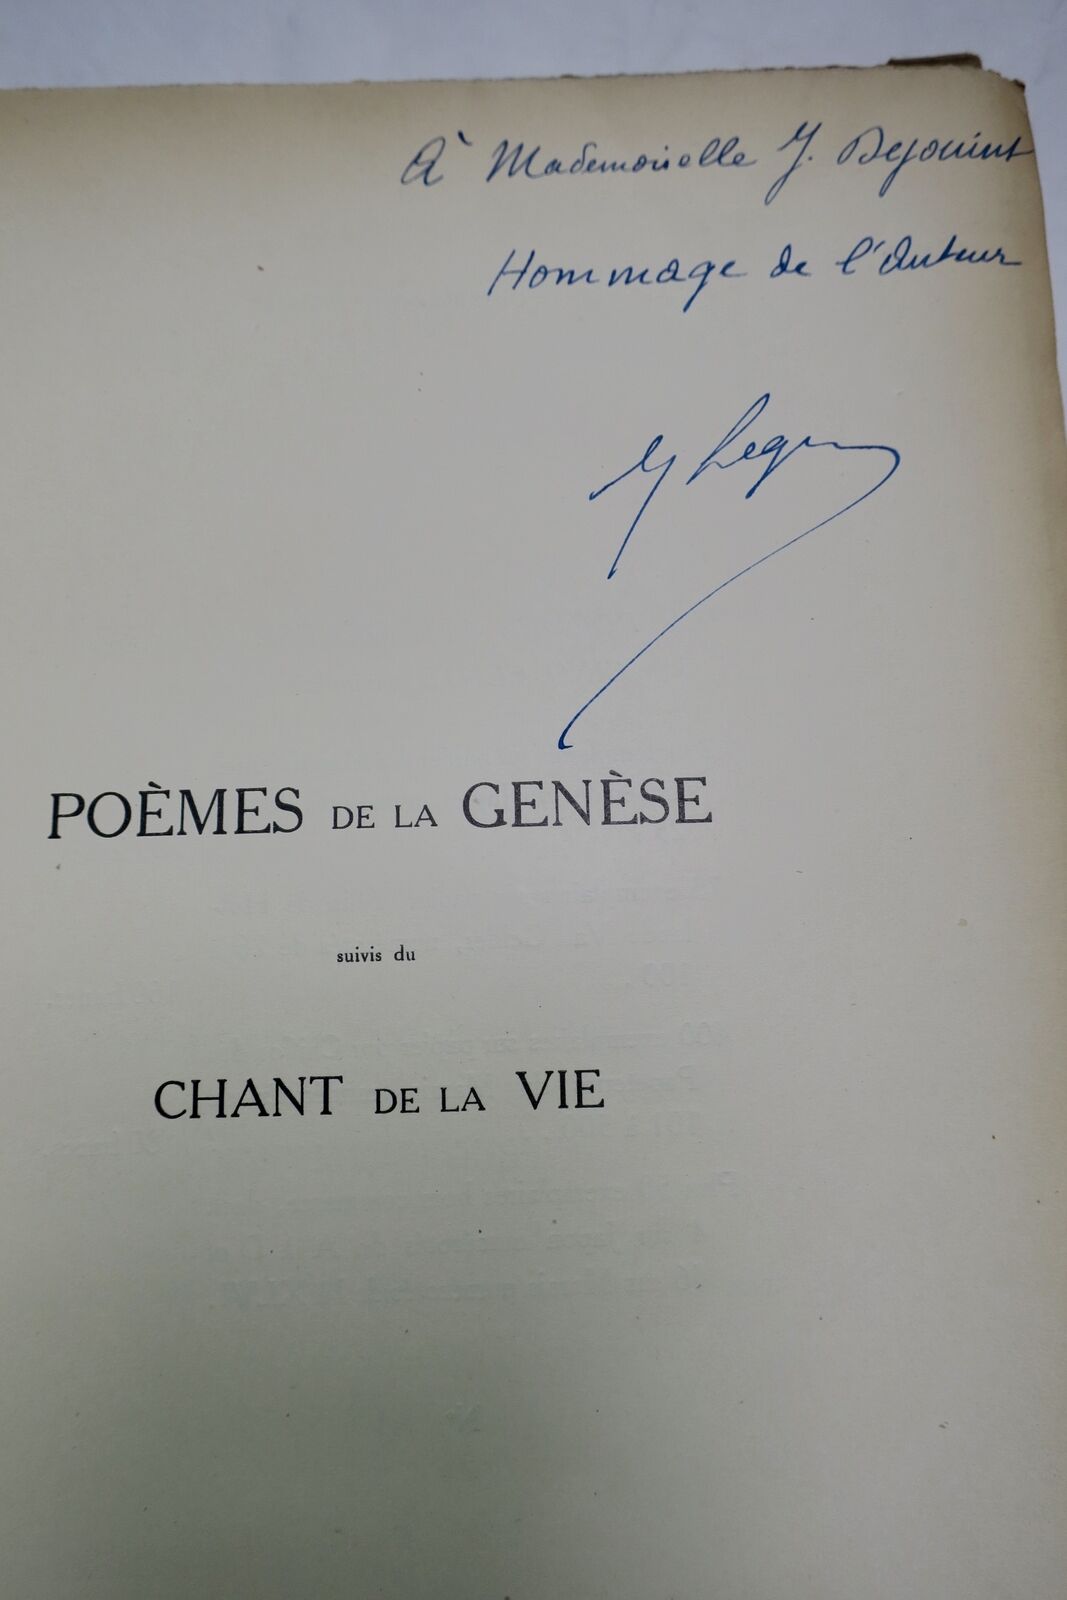 À Mademoiselle Y. Dejouint
Hommage de l'Auteur
POÈMES DE LA GENÈSE
suivis du
CHANT DE LA VIE